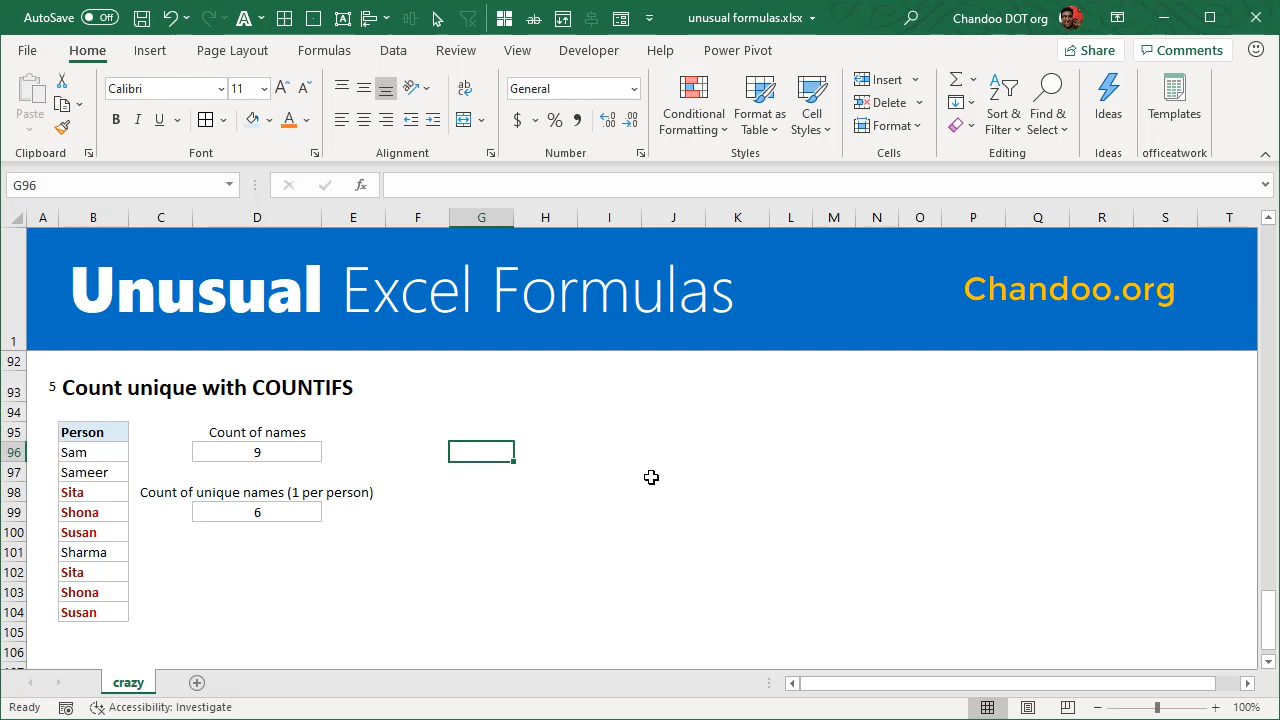 AutoSave Off
unusual formulas.xlsx
Chandoo DOT org
File Home Insert Page Layout Formulas Data Review View Developer Help Power Pivot Share Comments
Paste
Clipboard
Calibri 11
B I U A
Font
ab
Alignment
General
$ % ,
Number
Conditional Formatting
Format as Table
Cell Styles
Styles
Insert
Delete
Format
Cells
Sort & Filter
Find & Select
Editing
Ideas
Ideas
Templates
officeatwork
G96 fx
A B C D E F G H I J K L M N O P Q R S T
1 Unusual Excel Formulas Chandoo.org
92
93 5 Count unique with COUNTIFS
94
95 Person Count of names
96 Sam 9
97 Sameer
98 Sita Count of unique names (1 per person)
99 Shona 6
100 Susan
101 Sharma
102 Sita
103 Shona
104 Susan
105
106
crazy
Ready Accessibility: Investigate 100%